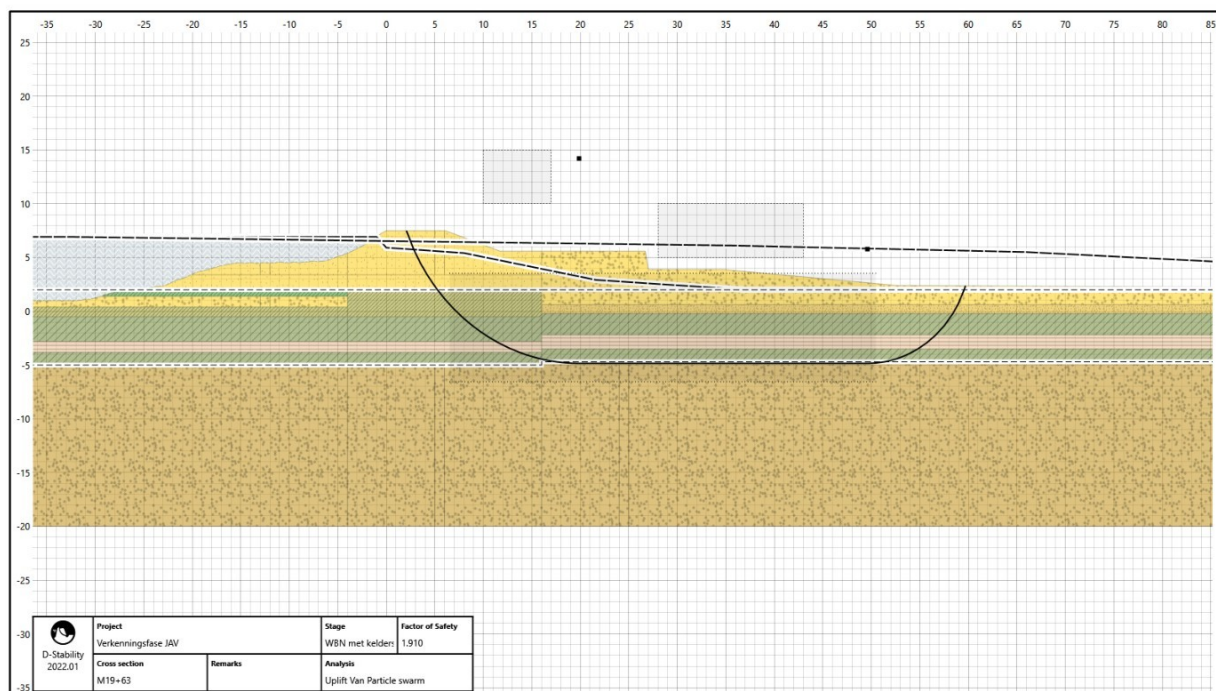 -35 -30 -25 -20 -15 -10 -5 0 5 10 15 20 25 30 35 40 45 50 55 60 65 70 75 80 85
25
20
15
10
5
0
-5
-10
-15
-20
-25
-30
-35
D-Stability
2022.01
Project
Verkenningsfase JAV
Stage
WBN met kelders
Factor of Safety
1.910
Cross section
M19+63
Remarks
Analysis
Uplift Van Particle swarm